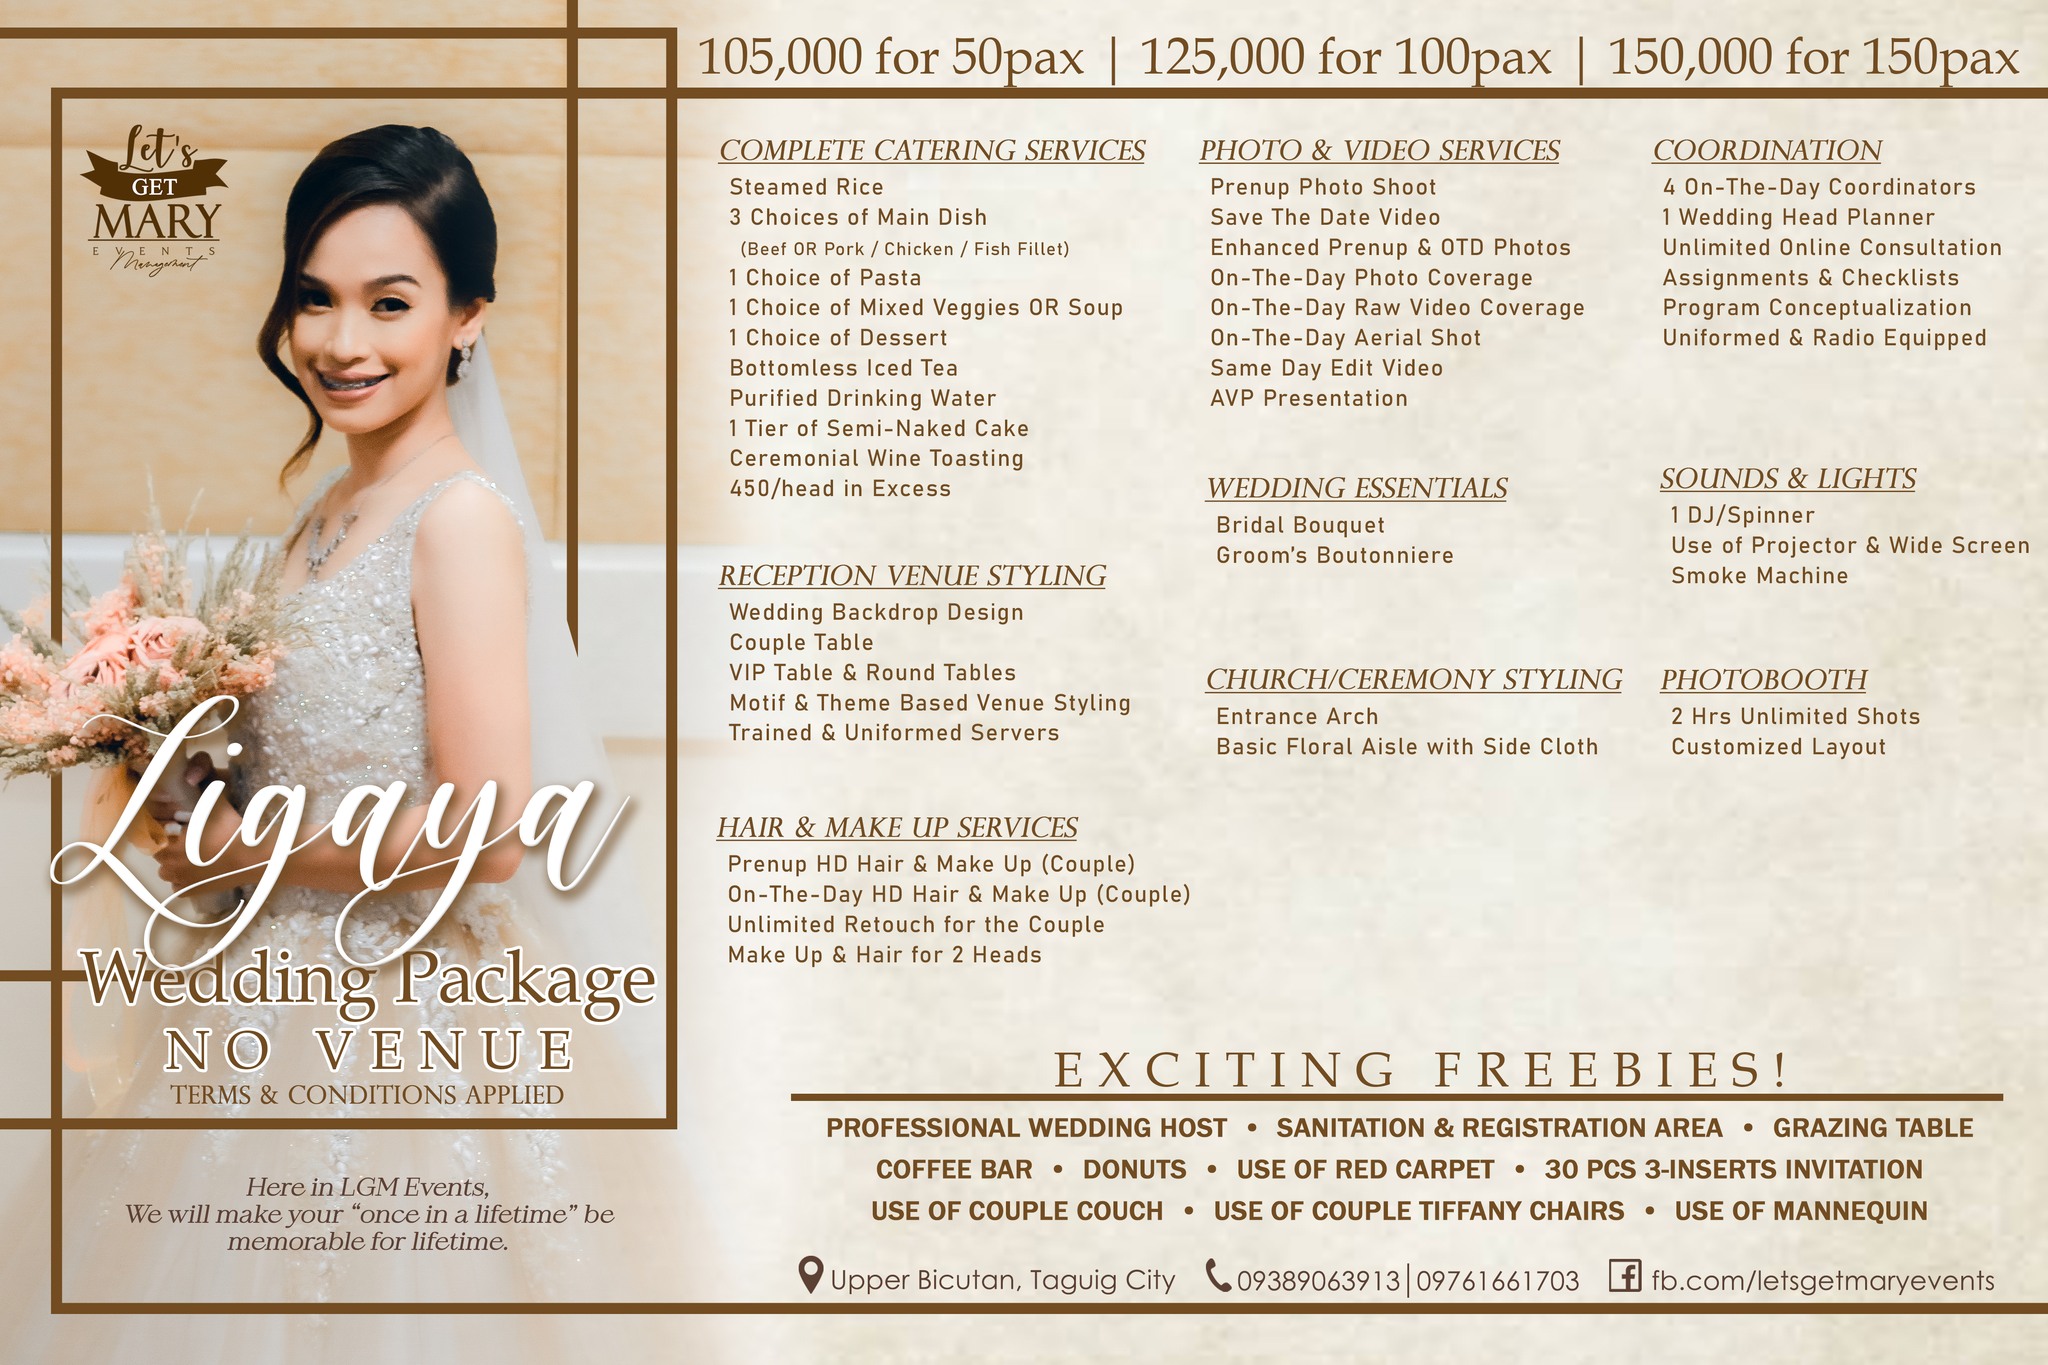 105,000 for 50pax | 125,000 for 100pax | 150,000 for 150pax
Let's
GET
MARY
EVENTS
Management
Ligaya
Wedding Package
NO VENUE
TERMS & CONDITIONS APPLIED
Here in LGM Events,
We will make your “once in a lifetime” be
memorable for lifetime.
COMPLETE CATERING SERVICES
Steamed Rice
3 Choices of Main Dish
(Beef OR Pork / Chicken / Fish Fillet)
1 Choice of Pasta
1 Choice of Mixed Veggies OR Soup
1 Choice of Dessert
Bottomless Iced Tea
Purified Drinking Water
1 Tier of Semi-Naked Cake
Ceremonial Wine Toasting
450/head in Excess
RECEPTION VENUE STYLING
Wedding Backdrop Design
Couple Table
VIP Table & Round Tables
Motif & Theme Based Venue Styling
Trained & Uniformed Servers
HAIR & MAKE UP SERVICES
Prenup HD Hair & Make Up (Couple)
On-The-Day HD Hair & Make Up (Couple)
Unlimited Retouch for the Couple
Make Up & Hair for 2 Heads
PHOTO & VIDEO SERVICES
Prenup Photo Shoot
Save The Date Video
Enhanced Prenup & OTD Photos
On-The-Day Photo Coverage
On-The-Day Raw Video Coverage
On-The-Day Aerial Shot
Same Day Edit Video
AVP Presentation
WEDDING ESSENTIALS
Bridal Bouquet
Groom’s Boutonniere
CHURCH/CEREMONY STYLING
Entrance Arch
Basic Floral Aisle with Side Cloth
COORDINATION
4 On-The-Day Coordinators
1 Wedding Head Planner
Unlimited Online Consultation
Assignments & Checklists
Program Conceptualization
Uniformed & Radio Equipped
SOUNDS & LIGHTS
1 DJ/Spinner
Use of Projector & Wide Screen
Smoke Machine
PHOTOBOOTH
2 Hrs Unlimited Shots
Customized Layout
EXCITING FREEBIES!
PROFESSIONAL WEDDING HOST • SANITATION & REGISTRATION AREA • GRAZING TABLE
COFFEE BAR • DONUTS • USE OF RED CARPET • 30 PCS 3-INSERTS INVITATION
USE OF COUPLE COUCH • USE OF COUPLE TIFFANY CHAIRS • USE OF MANNEQUIN
Upper Bicutan, Taguig City 09389063913|09761661703 fb.com/letsgetmaryevents